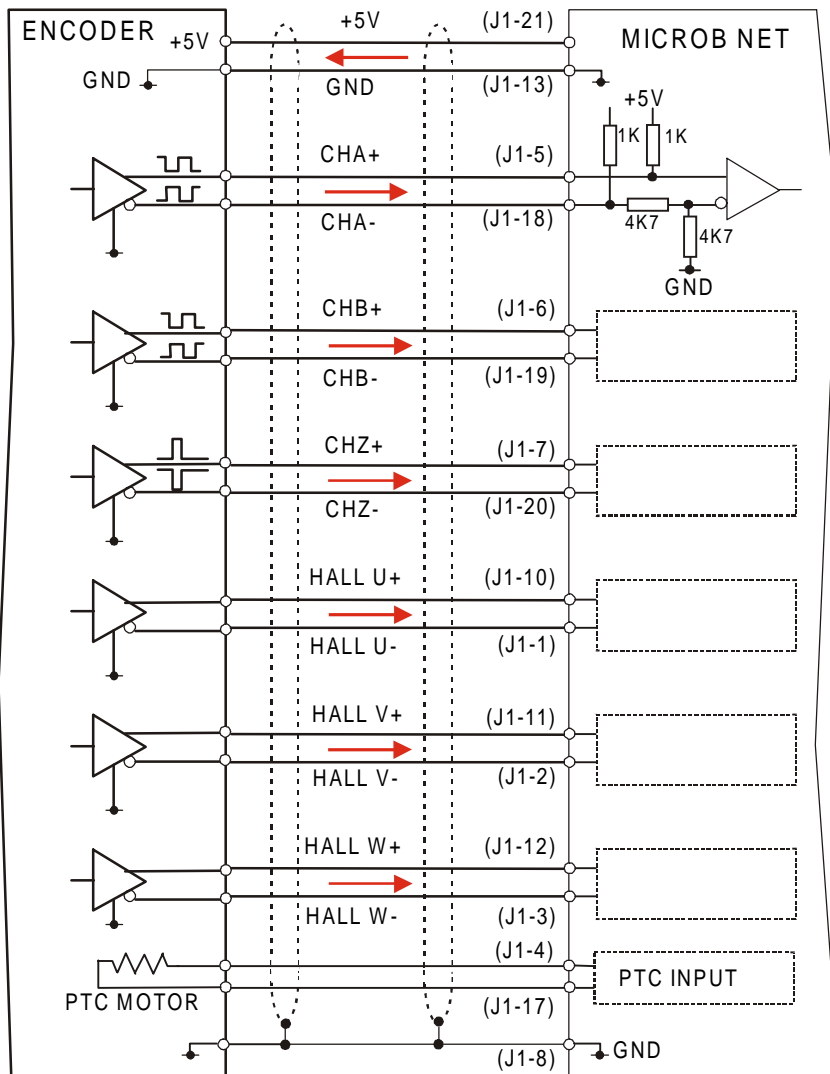 ENCODER
+5V
+5V
(J1-21)
MICROB NET
GND
GND
(J1-13)
+5V
1K
1K
CHA+
(J1-5)
CHA-
(J1-18)
4K7
4K7
GND
CHB+
(J1-6)
CHB-
(J1-19)
CHZ+
(J1-7)
CHZ-
(J1-20)
HALL U+
(J1-10)
HALL U-
(J1-1)
HALL V+
(J1-11)
HALL V-
(J1-2)
HALL W+
(J1-12)
HALL W-
(J1-3)
(J1-4)
PTC INPUT
PTC MOTOR
(J1-17)
GND
(J1-8)